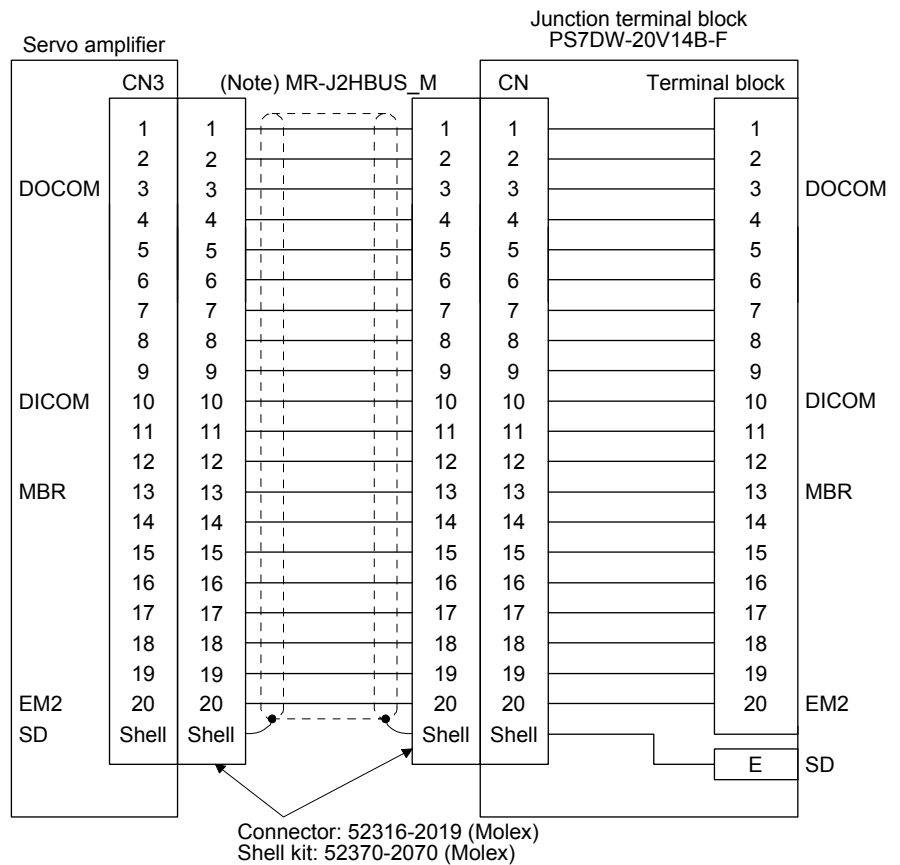 Junction terminal block
Servo amplifier PS7DW-20V14B-F
CN3 (Note) MR-J2HBUS_M CN Terminal block
1 1 1 1 1
2 2 2 2 2
DOCOM 3 3 3 3 3 DOCOM
4 4 4 4 4
5 5 5 5 5
6 6 6 6 6
7 7 7 7 7
8 8 8 8 8
9 9 9 9 9
DICOM 10 10 10 10 10 DICOM
11 11 11 11 11
12 12 12 12 12
MBR 13 13 13 13 13 MBR
14 14 14 14 14
15 15 15 15 15
16 16 16 16 16
17 17 17 17 17
18 18 18 18 18
19 19 19 19 19
EM2 20 20 20 20 20 EM2
SD Shell Shell Shell Shell
E SD
Connector: 52316-2019 (Molex)
Shell kit: 52370-2070 (Molex)